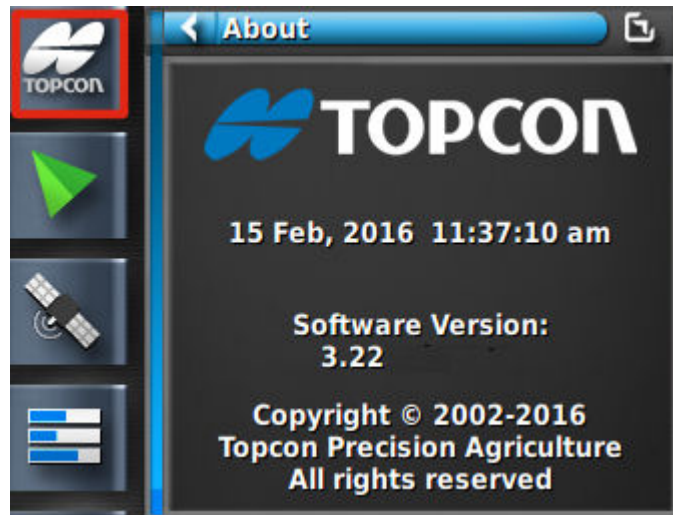 TOPCON
About
TOPCON
15 Feb, 2016 11:37:10 am
Software Version:
3.22
Copyright © 2002-2016
Topcon Precision Agriculture
All rights reserved